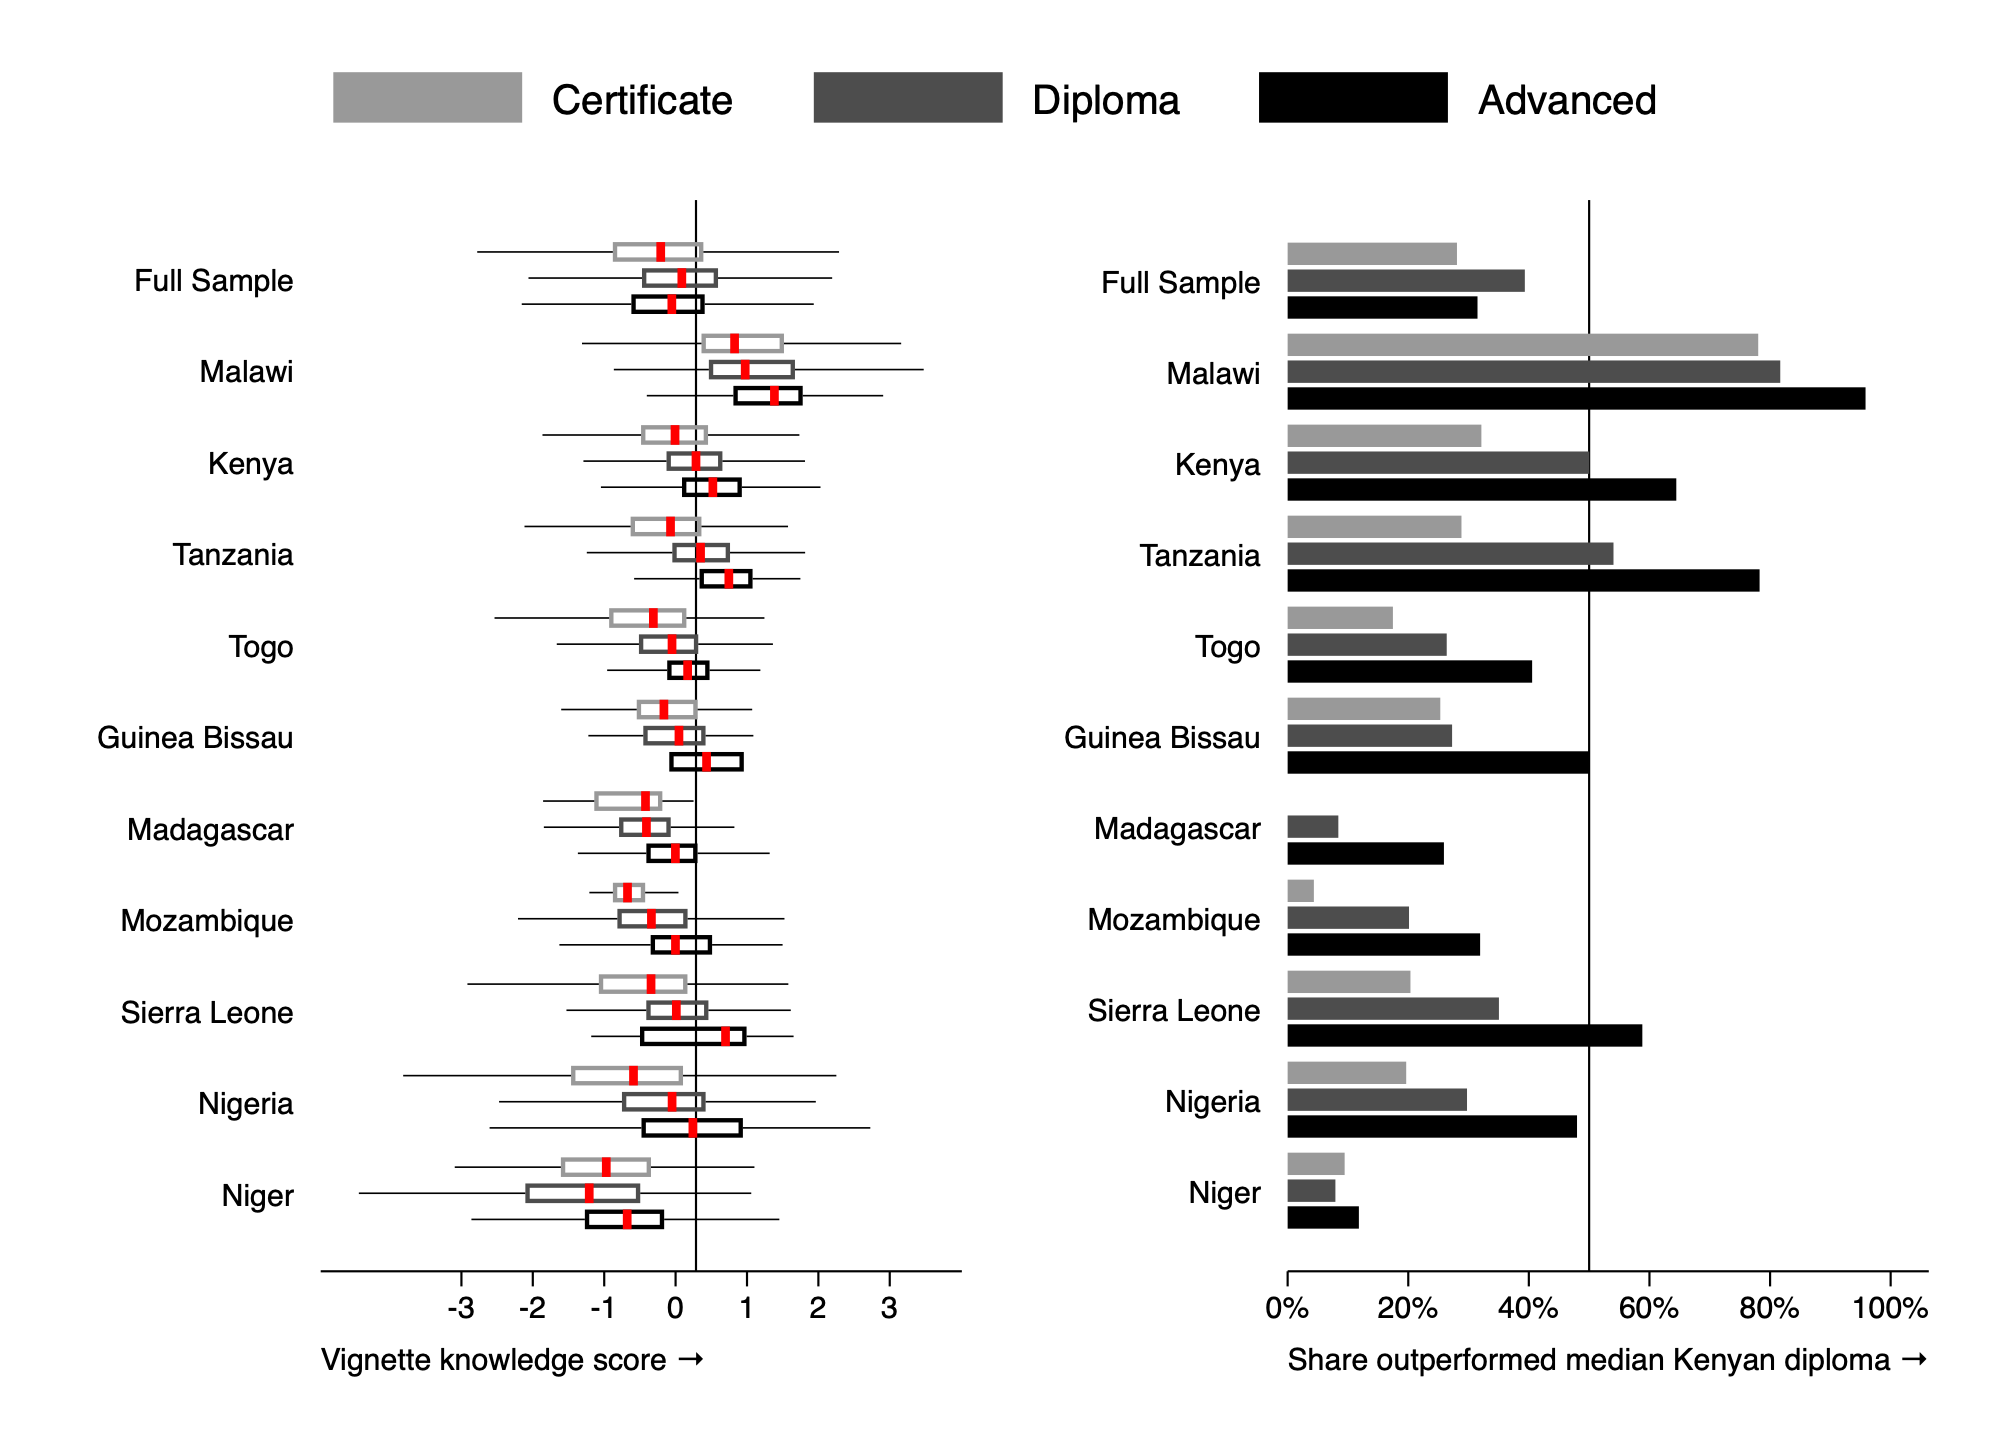 Certificate Diploma Advanced
Full Sample
Malawi
Kenya
Tanzania
Togo
Guinea Bissau
Madagascar
Mozambique
Sierra Leone
Nigeria
Niger
-3 -2 -1 0 1 2 3
Vignette knowledge score →
Full Sample
Malawi
Kenya
Tanzania
Togo
Guinea Bissau
Madagascar
Mozambique
Sierra Leone
Nigeria
Niger
0% 20% 40% 60% 80% 100%
Share outperformed median Kenyan diploma →